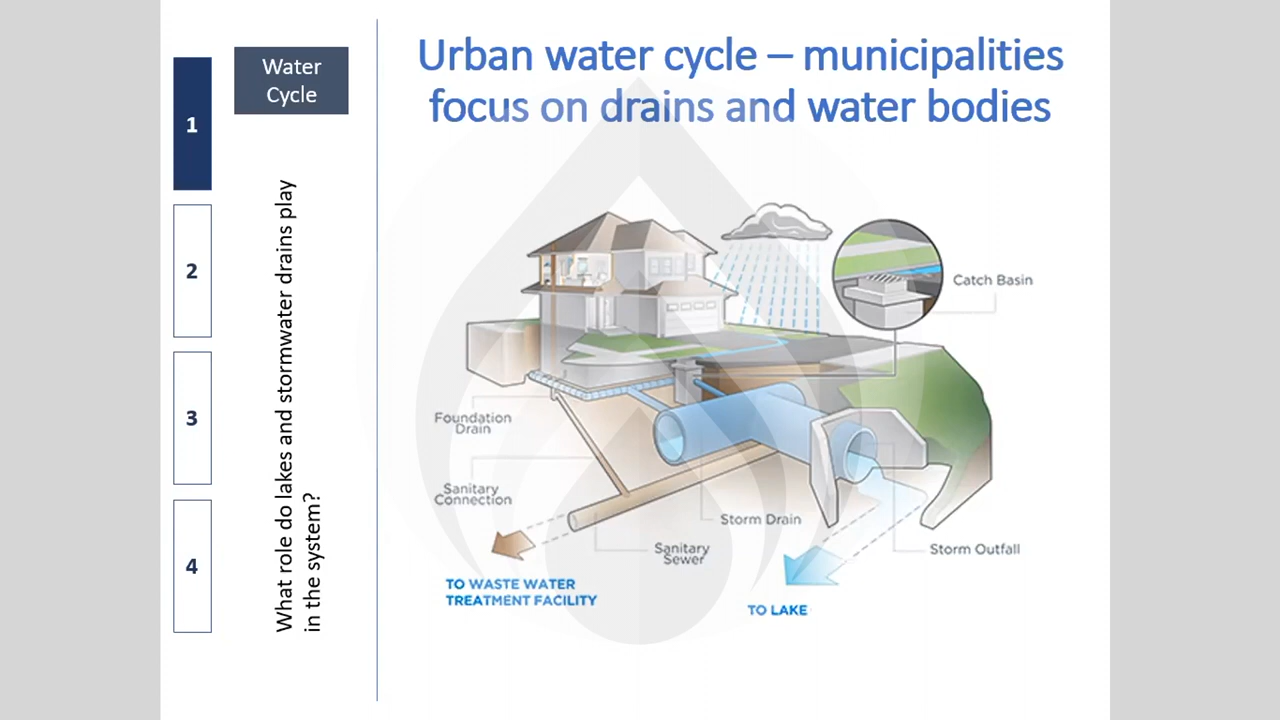 1
2
3
4
Water
Cycle
What role do lakes and stormwater drains play
in the system?
Urban water cycle – municipalities
focus on drains and water bodies
Catch Basin
Foundation
Drain
Sanitary
Connection
Storm Drain
Sanitary
Sewer
Storm Outfall
TO WASTE WATER
TREATMENT FACILITY
TO LAKE